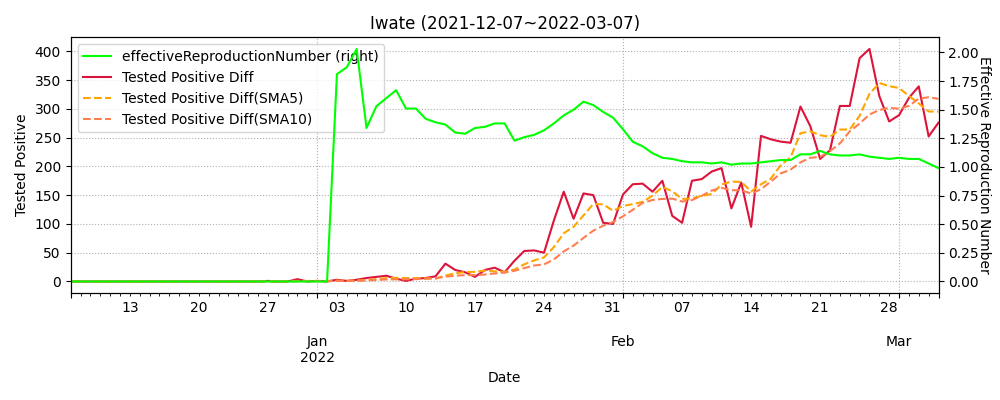 Iwate (2021-12-07~2022-03-07)
effectiveReproductionNumber (right)
Tested Positive Diff
Tested Positive Diff(SMA5)
Tested Positive Diff(SMA10)
Tested Positive
400
350
300
250
200
150
100
50
0
2.00
1.75
1.50
1.25
1.00
0.75
0.50
0.25
0.00
Effective Reproduction Number
13 20 27 03 10 17 24 31 07 14 21 28
Jan Feb Mar
2022
Date